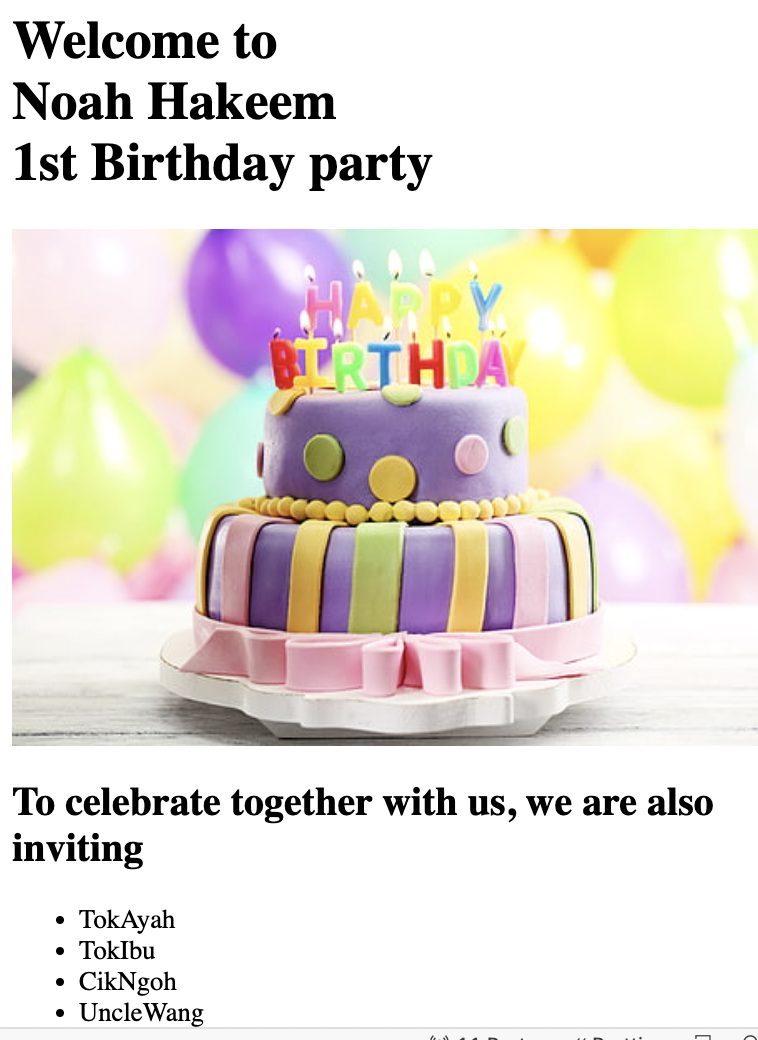 Welcome to
Noah Hakeem
1st Birthday party
HAPPY
BIRTHDAY
To celebrate together with us, we are also
inviting
TokAyah
TokIbu
CikNgoh
UncleWang